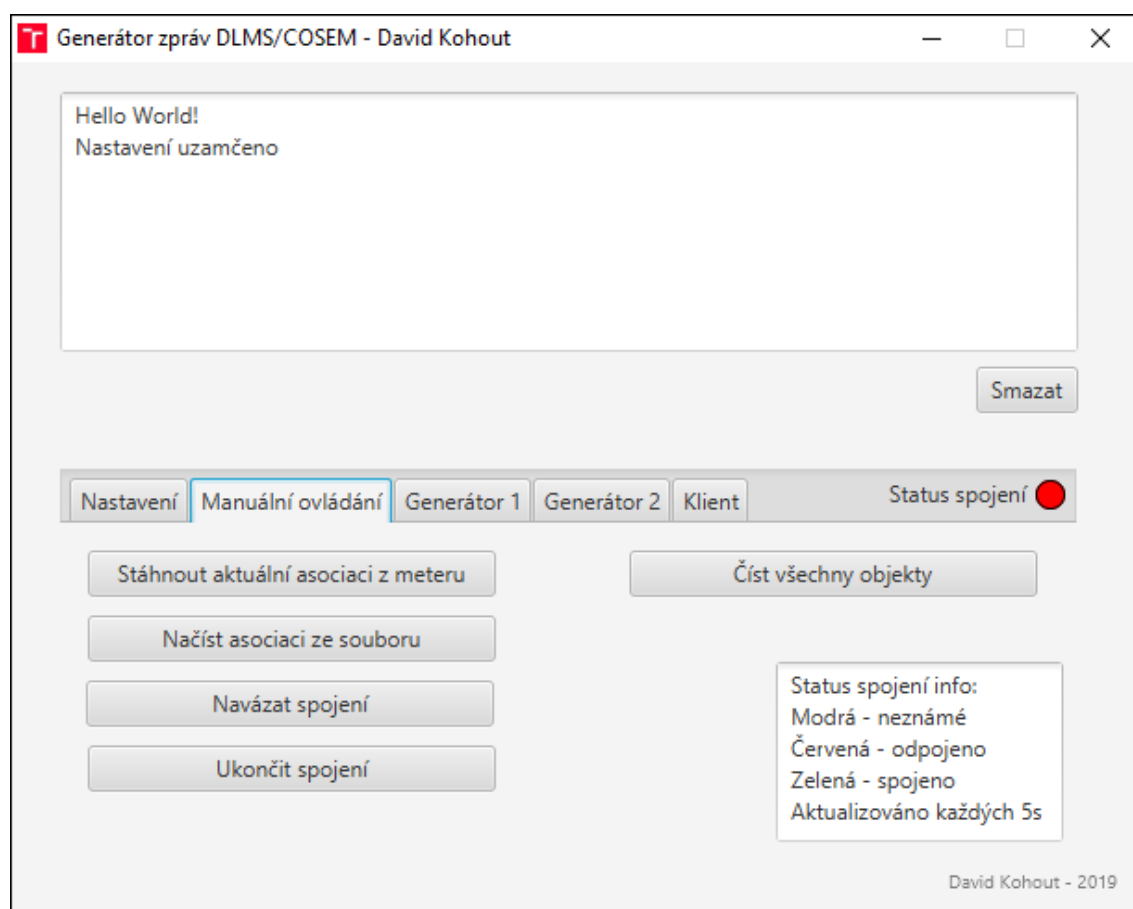 Generátor zpráv DLMS/COSEM - David Kohout
Hello World!
Nastavení uzamčeno
Smazat
Nastavení Manuální ovládání Generátor 1 Generátor 2 Klient Status spojení
Stáhnout aktuální asociaci z meteru
Číst všechny objekty
Načíst asociaci ze souboru
Navázat spojení
Ukončit spojení
Status spojení info:
Modrá - neznámé
Červená - odpojeno
Zelená - spojeno
Aktualizováno každých 5s
David Kohout - 2019